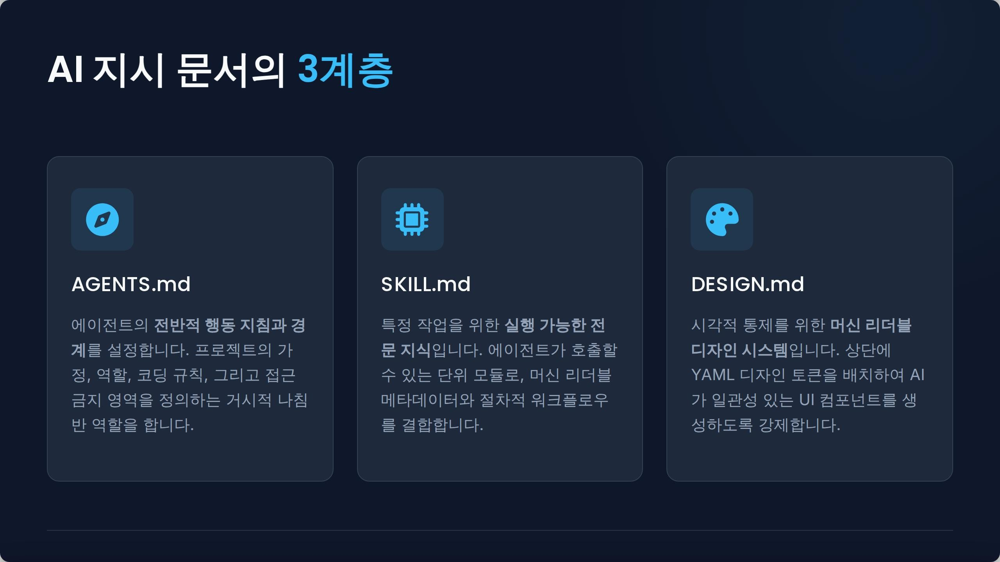 AI 지시 문서의 3계층
AGENTS.md
에이전트의 전반적 행동 지침과 경
계를 설정합니다. 프로젝트의 가
정, 역할, 코딩 규칙, 그리고 접근
금지 영역을 정의하는 거시적 나침
반 역할을 합니다.
SKILL.md
특정 작업을 위한 실행 가능한 전
문 지식입니다. 에이전트가 호출할
수 있는 단위 모듈로, 머신 리더블
메타데이터와 절차적 워크플로우
를 결합합니다.
DESIGN.md
시각적 통제를 위한 머신 리더블
디자인 시스템입니다. 상단에
YAML 디자인 토큰을 배치하여 AI
가 일관성 있는 UI 컴포넌트를 생
성하도록 강제합니다.